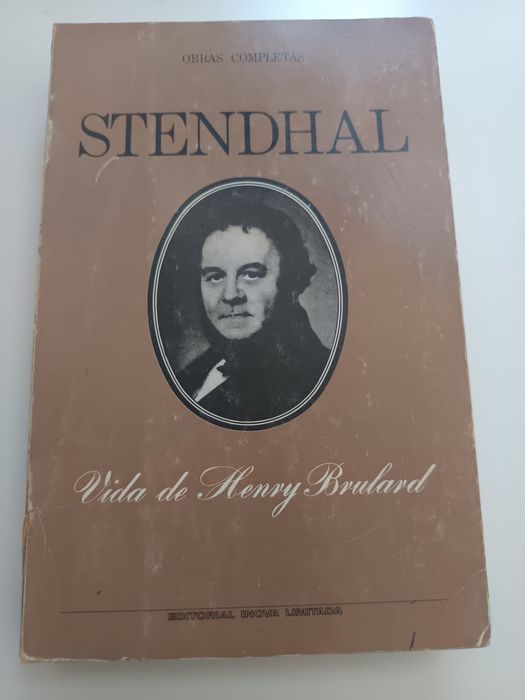 OBRAS COMPLETAS
STENDHAL
Vida de Henry Brulard
EDITORIAL INOVA LIMITADA